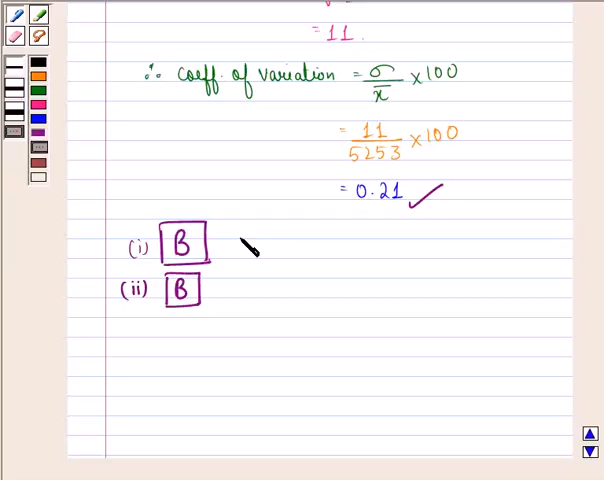 = 11.
∴ coeff. of variation = σ/x̄ × 100
= 11/5253 × 100
= 0.21 ✓
(i) B
(ii) B